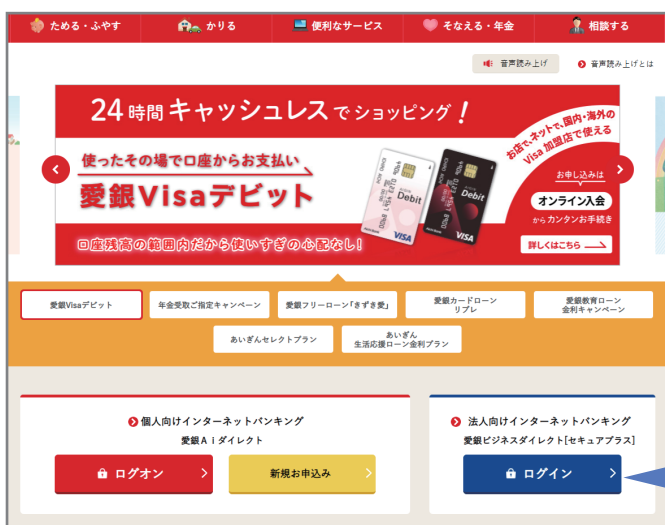 ためる・ふやす
かりる
便利なサービス
そなえる・年金
相談する
音声読み上げ
音声読み上げとは
24時間キャッシュレスでショッピング!
使ったその場で口座からお支払い
愛銀Visaデビット
口座残高の範囲内だから使いすぎの心配なし!
お店で、ネットで、国内・海外の
Visa加盟店で使える
お申し込みは
オンライン入会
からカンタンお手続き
詳しくはこちら
Debit
VISA
Debit
VISA
愛銀Visaデビット
年金受取ご指定キャンペーン
愛銀フリーローン「きずき愛」
愛銀カードローン
リブレ
愛銀教育ローン
金利キャンペーン
あいぎんセレクトプラン
あいぎん
生活応援ローン金利プラン
個人向けインターネットバンキング
愛銀Aiダイレクト
ログオン
新規お申込み
法人向けインターネットバンキング
愛銀ビジネスダイレクト[セキュアプラス]
ログイン